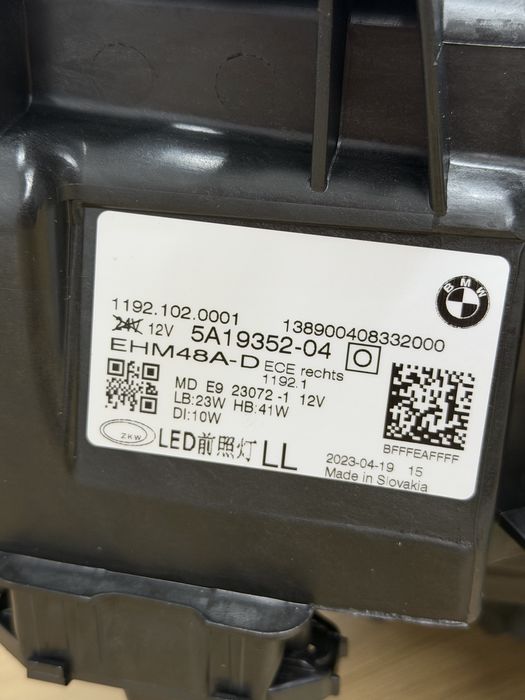 BMW
1192.102.0001
138900408332000
24V 12V 5A19352-04
EHM48A-D ECE rechts
1192.1
MD E9 23072 -1 12V
LB:23W HB:41W
DI:10W
BFFFEAFFFF
ZKW LED前照灯 LL
2023-04-19 15
Made in Slovakia